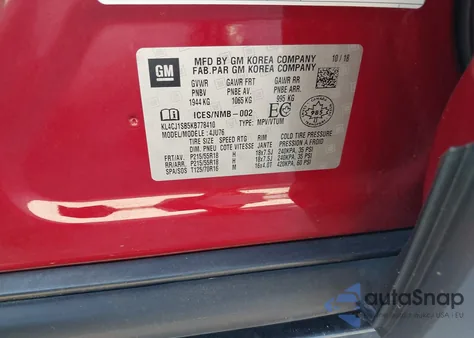 GM
MFD BY GM KOREA COMPANY 10/18
FAB.PAR GM KOREA COMPANY
GVWR GAWR FRT GAWR RR
PNBV PNBE AV. PNBE ARR.
1944 KG 1065 KG 995 KG
ICES/NMB-002
KL4CJ1SB5KB778410 TYPE: MPV/VTUM
MODEL/MODELE: 4JU76
TIRE SIZE SPEED RTG RIM COLD TIRE PRESSURE
DIM. PNEU COTE VITESSE JANTE PRESSION A FROID
FRT/AV. P215/55R18 H 18x7.5J 240KPA, 35 PSI
RR/ARR. P215/55R18 H 18x7.5J 240KPA, 35 PSI
SPA/SOS T125/70R16 M 16x4.0T 420KPA, 60 PSI
autoSnap